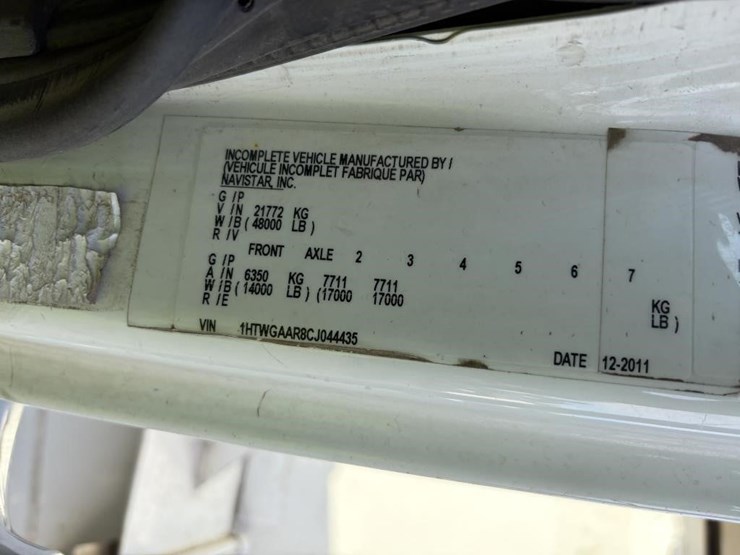 INCOMPLETE VEHICLE MANUFACTURED BY /
(VEHICULE INCOMPLET FABRIQUE PAR)
NAVISTAR, INC.
G /P
V /N 21772 KG
W /B ( 48000 LB )
R /V
FRONT AXLE 2 3 4 5 6 7
G /P
A /N 6350 KG 7711 7711 KG
W /B ( 14000 LB ) (17000 17000 LB )
R /E
VIN 1HTWGAAR8CJ044435
DATE 12-2011